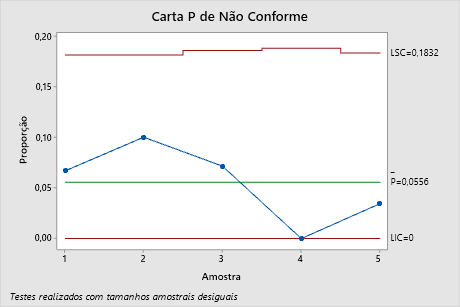 Carta P de Não Conforme
0,20
0,15
0,10
0,05
0,00
Proporção
LSC=0,1832
_
P=0,0556
LIC=0
1 2 3 4 5
Amostra
Testes realizados com tamanhos amostrais desiguais